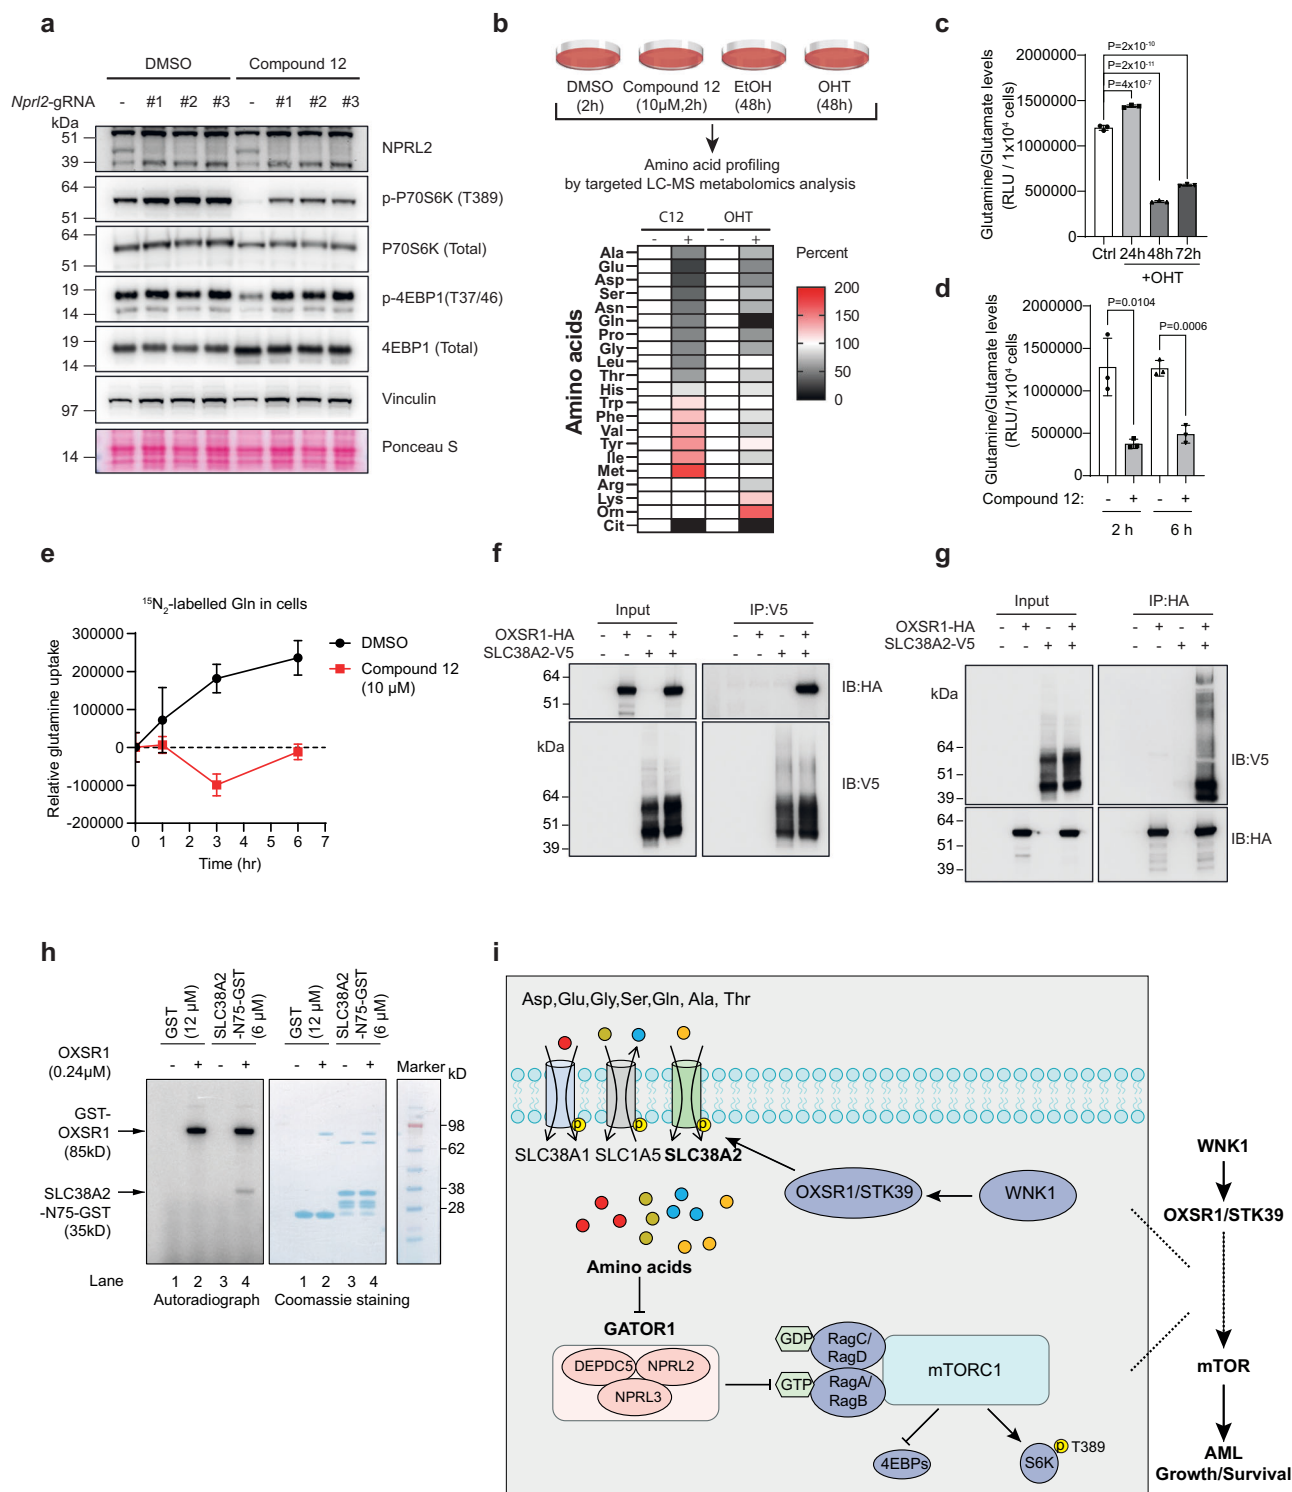 a
DMSO Compound 12
Nprl2-gRNA - #1 #2 #3 - #1 #2 #3
kDa
51
39
NPRL2
64
51
p-P70S6K (T389)
64
51
P70S6K (Total)
19
14
p-4EBP1(T37/46)
19
14
4EBP1 (Total)
97
Vinculin
14
Ponceau S
b
DMSO (2h)
Compound 12 (10µM,2h)
EtOH (48h)
OHT (48h)
Amino acid profiling
by targeted LC-MS metabolomics analysis
C12 OHT
- + - +
Amino acids
Ala
Glu
Asp
Ser
Asn
Gln
Pro
Gly
Leu
Thr
His
Trp
Phe
Val
Tyr
Ile
Met
Arg
Lys
Orn
Cit
Percent
200
150
100
50
0
c
Glutamine/Glutamate levels
(RLU / 1x10⁴ cells)
P=2x10⁻¹⁰
P=2x10⁻¹¹
P=4x10⁻⁷
2000000
1500000
1000000
500000
0
Ctrl 24h 48h 72h
+OHT
d
Glutamine/Glutamate levels
(RLU/1x10⁴ cells
P=0.0104
P=0.0006
2000000
1500000
1000000
500000
0
Compound 12: - + - +
2 h 6 h
e
¹⁵N₂-labelled Gln in cells
Relative glutamine uptake
300000
200000
100000
0
-100000
-200000
0 1 2 3 4 5 6 7
Time (hr)
DMSO
Compound 12
(10 µM)
f
Input IP:V5
OXSR1-HA - + - + - + - +
SLC38A2-V5 - - + + - - + +
64
51
IB:HA
kDa
64
51
39
IB:V5
g
Input IP:HA
OXSR1-HA - + - + - + - +
SLC38A2-V5 - - + + - - + +
kDa
64
51
39
IB:V5
64
51
39
IB:HA
h
GST
(12 µM)
SLC38A2
-N75-GST
(6 µM)
GST
(12 µM)
SLC38A2
-N75-GST
(6 µM)
OXSR1
(0.24µM)
- + - + - + - +
Marker
kD
GST-
OXSR1
(85kD)
SLC38A2
-N75-GST
(35kD)
98
62
38
28
Lane 1 2 3 4 1 2 3 4
Autoradiograph Coomassie staining
i
Asp,Glu,Gly,Ser,Gln, Ala, Thr
p
p
p
SLC38A1 SLC1A5 SLC38A2
OXSR1/STK39
WNK1
Amino acids
GATOR1
DEPDC5
NPRL2
NPRL3
GDP
RagC/
RagD
GTP
RagA/
RagB
mTORC1
4EBPs
S6K
p
T389
WNK1
OXSR1/STK39
mTOR
AML
Growth/Survival